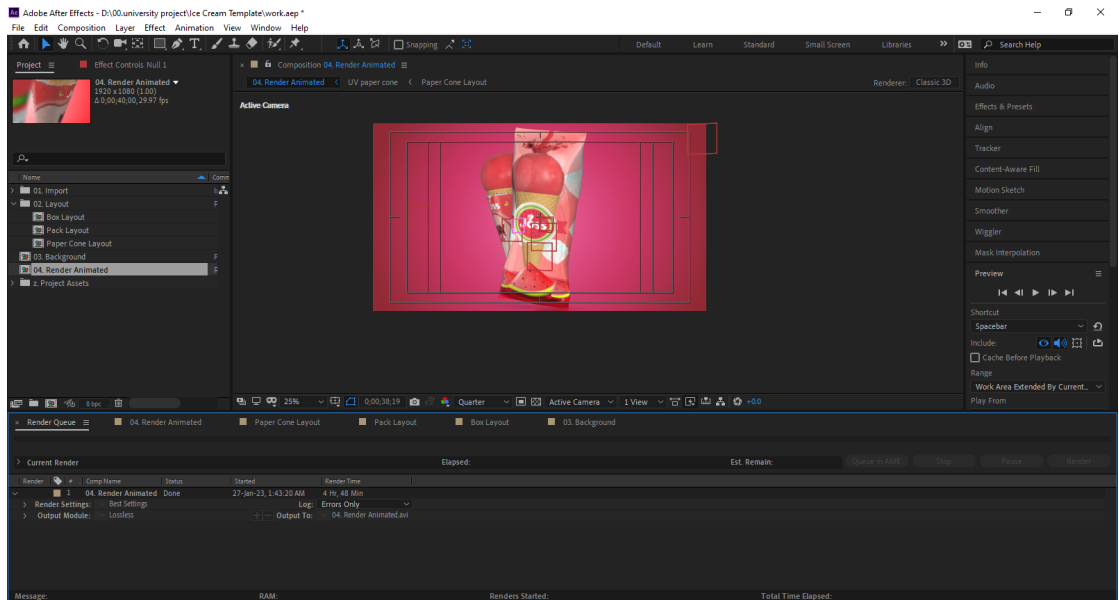 Adobe After Effects - D:\00.university project\Ice Cream Template\work.aep *
File Edit Composition Layer Effect Animation View Window Help
Snapping
Default Learn Standard Small Screen Libraries
Search Help
Project
Effect Controls Null 1
04. Render Animated
1920 x 1080 (1.00)
Δ 0;00;40;00, 29.97 fps
Name
Comm
01. Import
02. Layout
Box Layout
Pack Layout
Paper Cone Layout
03. Background
04. Render Animated
z. Project Assets
8 bpc
Composition 04. Render Animated
04. Render Animated UV paper cone Paper Cone Layout
Renderer: Classic 3D
Active Camera
25%
0;00;38;19
Quarter
Active Camera
1 View
+0.0
Info
Audio
Effects & Presets
Align
Tracker
Content-Aware Fill
Motion Sketch
Smoother
Wiggler
Mask Interpolation
Preview
Shortcut
Spacebar
Include:
Cache Before Playback
Range
Work Area Extended By Current...
Play From
Render Queue
04. Render Animated
Paper Cone Layout
Pack Layout
Box Layout
03. Background
Current Render
Elapsed:
Est. Remain:
Queue in AME
Stop
Pause
Render
Render # Comp Name Status Started Render Time
1 04. Render Animated Done 27-Jan-23, 1:43:20 AM 4 Hr, 48 Min
Render Settings: Best Settings Log: Errors Only
Output Module: Lossless Output To: 04. Render Animated.avi
Message: RAM: Renders Started: Total Time Elapsed: